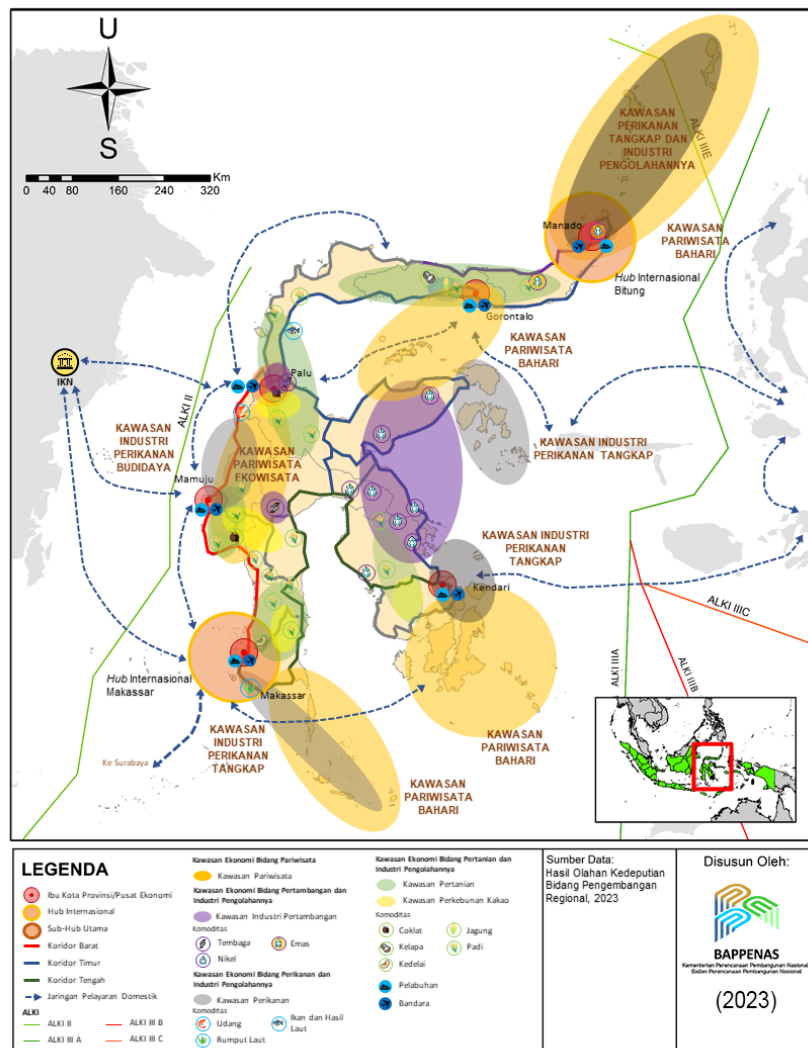 U
S
Km
0 40 80 160 240 320
KAWASAN
PERIKANAN
TANGKAP DAN
INDUSTRI
PENGOLAHANNYA
ALKI IIIE
Manado
KAWASAN
PARIWISATA
BAHARI
Hub Internasional
Bitung
Gorontalo
KAWASAN
PARIWISATA
BAHARI
IKN
ALKI II
Palu
KAWASAN
INDUSTRI
PERIKANAN
BUDIDAYA
KAWASAN
PARIWISATA
EKOWISATA
KAWASAN INDUSTRI
PERIKANAN TANGKAP
Mamuju
KAWASAN INDUSTRI
PERIKANAN
TANGKAP
Kendari
ALKI IIIC
ALKI IIIA
ALKI IIIB
Hub Internasional
Makassar
Makassar
Ke Surabaya
KAWASAN
INDUSTRI
PERIKANAN
TANGKAP
KAWASAN
PARIWISATA
BAHARI
KAWASAN
PARIWISATA
BAHARI
LEGENDA
Ibu Kota Provinsi/Pusat Ekonomi
Hub Internasional
Sub-Hub Utama
Koridor Barat
Koridor Timur
Koridor Tengah
Jaringan Pelayaran Domestik
ALKI
ALKI II
ALKI III A
ALKI III B
ALKI III C
Kawasan Ekonomi Bidang Pariwisata
Kawasan Pariwisata
Kawasan Ekonomi Bidang Pertambangan dan
Industri Pengolahannya
Kawasan Industri Pertambangan
Komoditas
Tembaga
Emas
Nikel
Kawasan Ekonomi Bidang Perikanan dan
Industri Pengolahannya
Kawasan Perikanan
Komoditas
Udang
Ikan dan Hasil
Laut
Rumput Laut
Kawasan Ekonomi Bidang Pertanian dan
Industri Pengolahannya
Kawasan Pertanian
Kawasan Perkebunan Kakao
Komoditas
Coklat
Jagung
Kelapa
Padi
Kedelai
Pelabuhan
Bandara
Sumber Data:
Hasil Olahan Kedeputian
Bidang Pengembangan
Regional, 2023
Disusun Oleh:
BAPPENAS
Kementerian Perencanaan Pembangunan Nasional/
Badan Perencanaan Pembangunan Nasional
(2023)